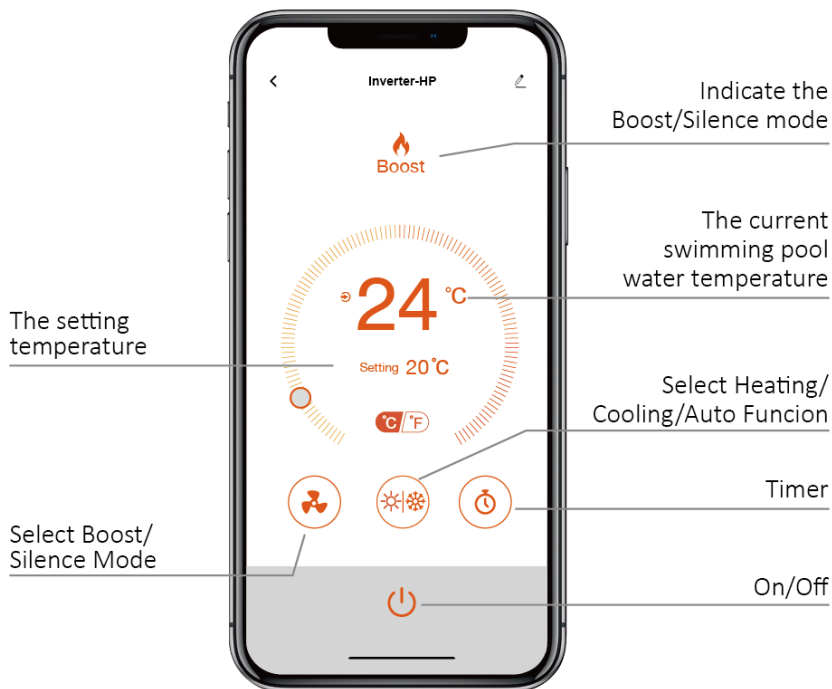 Inverter-HP
Boost
24 °C
Setting 20°C
°C/°F
Indicate the
Boost/Silence mode
The current
swimming pool
water temperature
The setting
temperature
Select Heating/
Cooling/Auto Funcion
Timer
Select Boost/
Silence Mode
On/Off